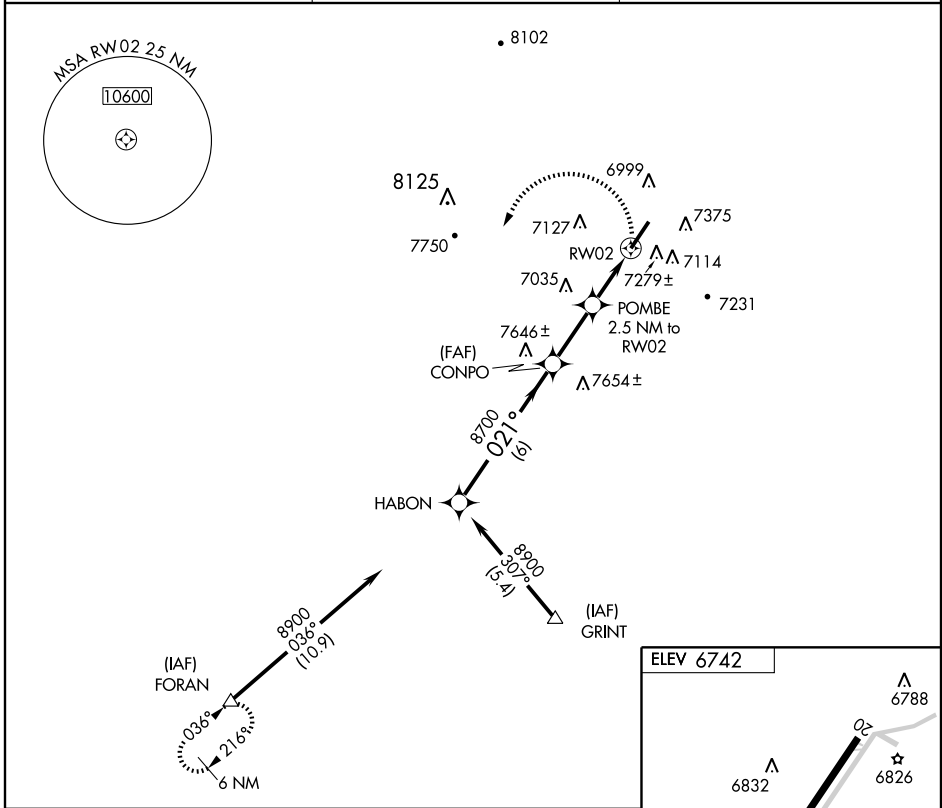 MSA RW02 25 NM
10600
8102
8125
7750
6999
7127
7375
RW02
7114
7279±
7035
7231
POMBE
2.5 NM to
RW02
7646±
(FAF)
CONPO
7654±
8700
021°
(6)
HABON
8900
307°
(5.4)
(IAF)
GRINT
8900
036°
(10.9)
(IAF)
FORAN
036°
216°
6 NM
ELEV 6742
6788
20
6832
6826